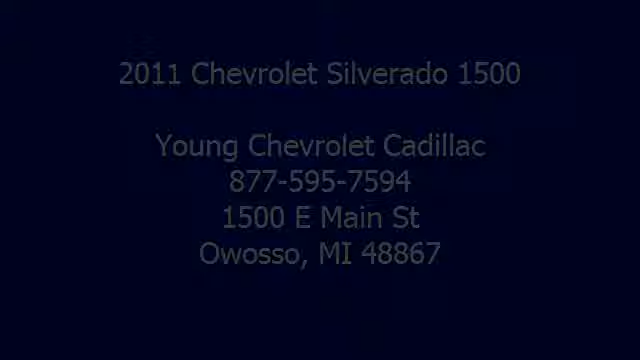 2011 Chevrolet Silverado 1500
Young Chevrolet Cadillac
877-595-7594
1500 E Main St
Owosso, MI 48867